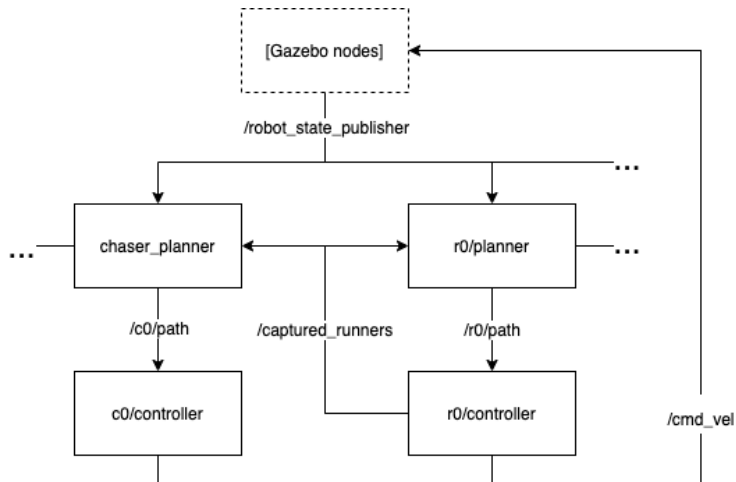 [Gazebo nodes]
/robot_state_publisher
...
chaser_planner
r0/planner
...
...
/c0/path
/captured_runners
/r0/path
c0/controller
r0/controller
/cmd_vel